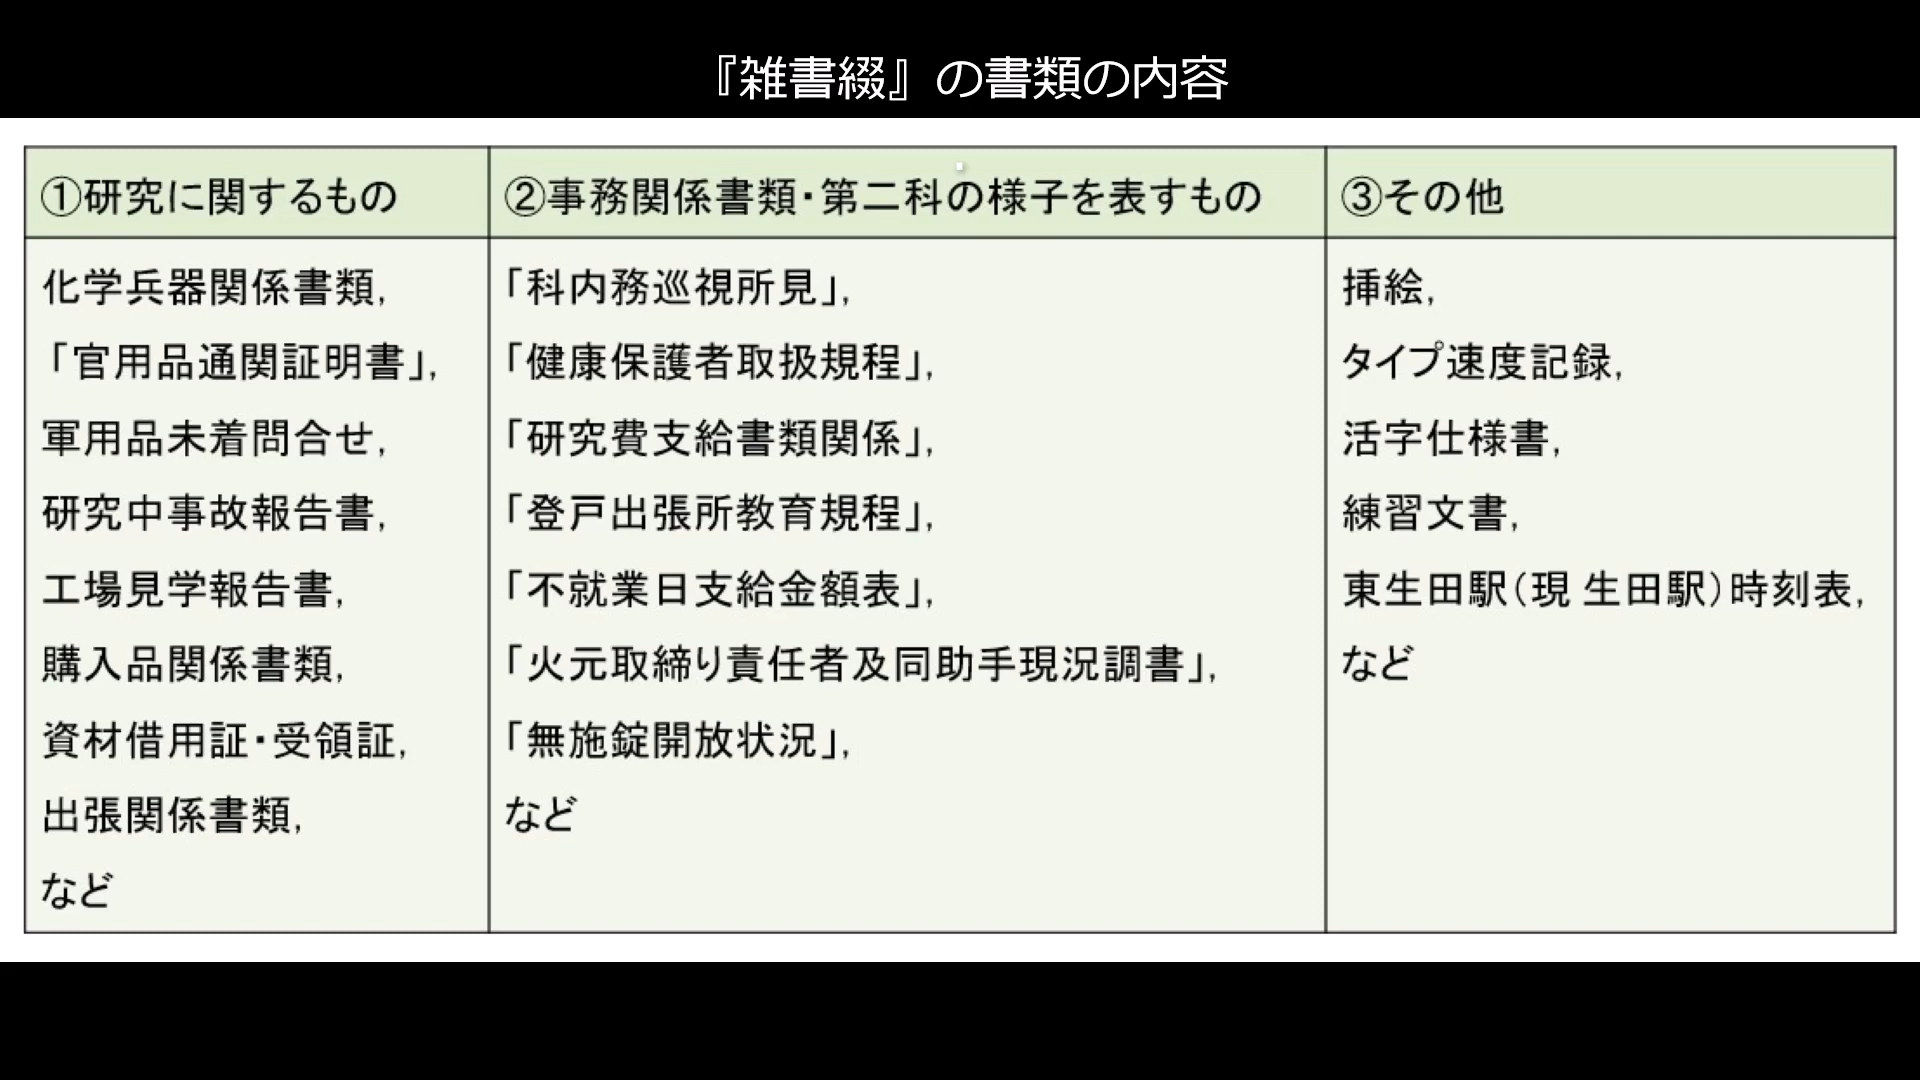 『雑書綴』の書類の内容
①研究に関するもの
化学兵器関係書類,
「官用品通関証明書」,
軍用品未着問合せ,
研究中事故報告書,
工場見学報告書,
購入品関係書類,
資材借用証・受領証,
出張関係書類,
など
②事務関係書類・第二科の様子を表すもの
「科内務巡視所見」,
「健康保護者取扱規程」,
「研究費支給書類関係」,
「登戸出張所教育規程」,
「不就業日支給金額表」,
「火元取締り責任者及同助手現況調書」,
「無施錠開放状況」,
など
③その他
挿絵,
タイプ速度記録,
活字仕様書,
練習文書,
東生田駅(現 生田駅)時刻表,
など